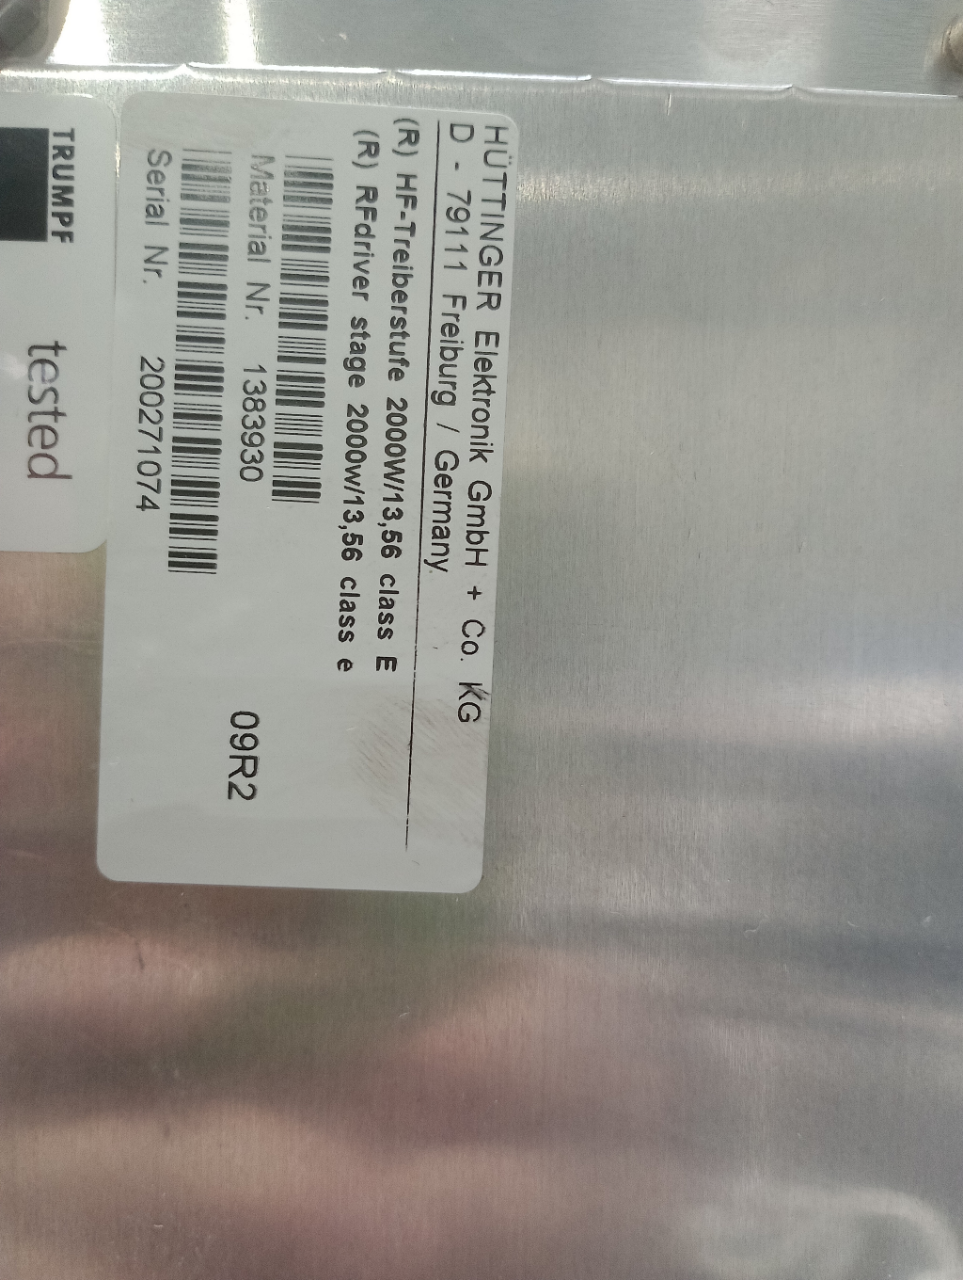 HÜTTINGER Elektronik GmbH + Co. KG
D - 79111 Freiburg / Germany
(R) HF-Treiberstufe 2000W/13,56 class E
(R) RFdriver stage 2000w/13,56 class e
Material Nr. 1383930
09R2
Serial Nr. 200271074
TRUMPF
tested